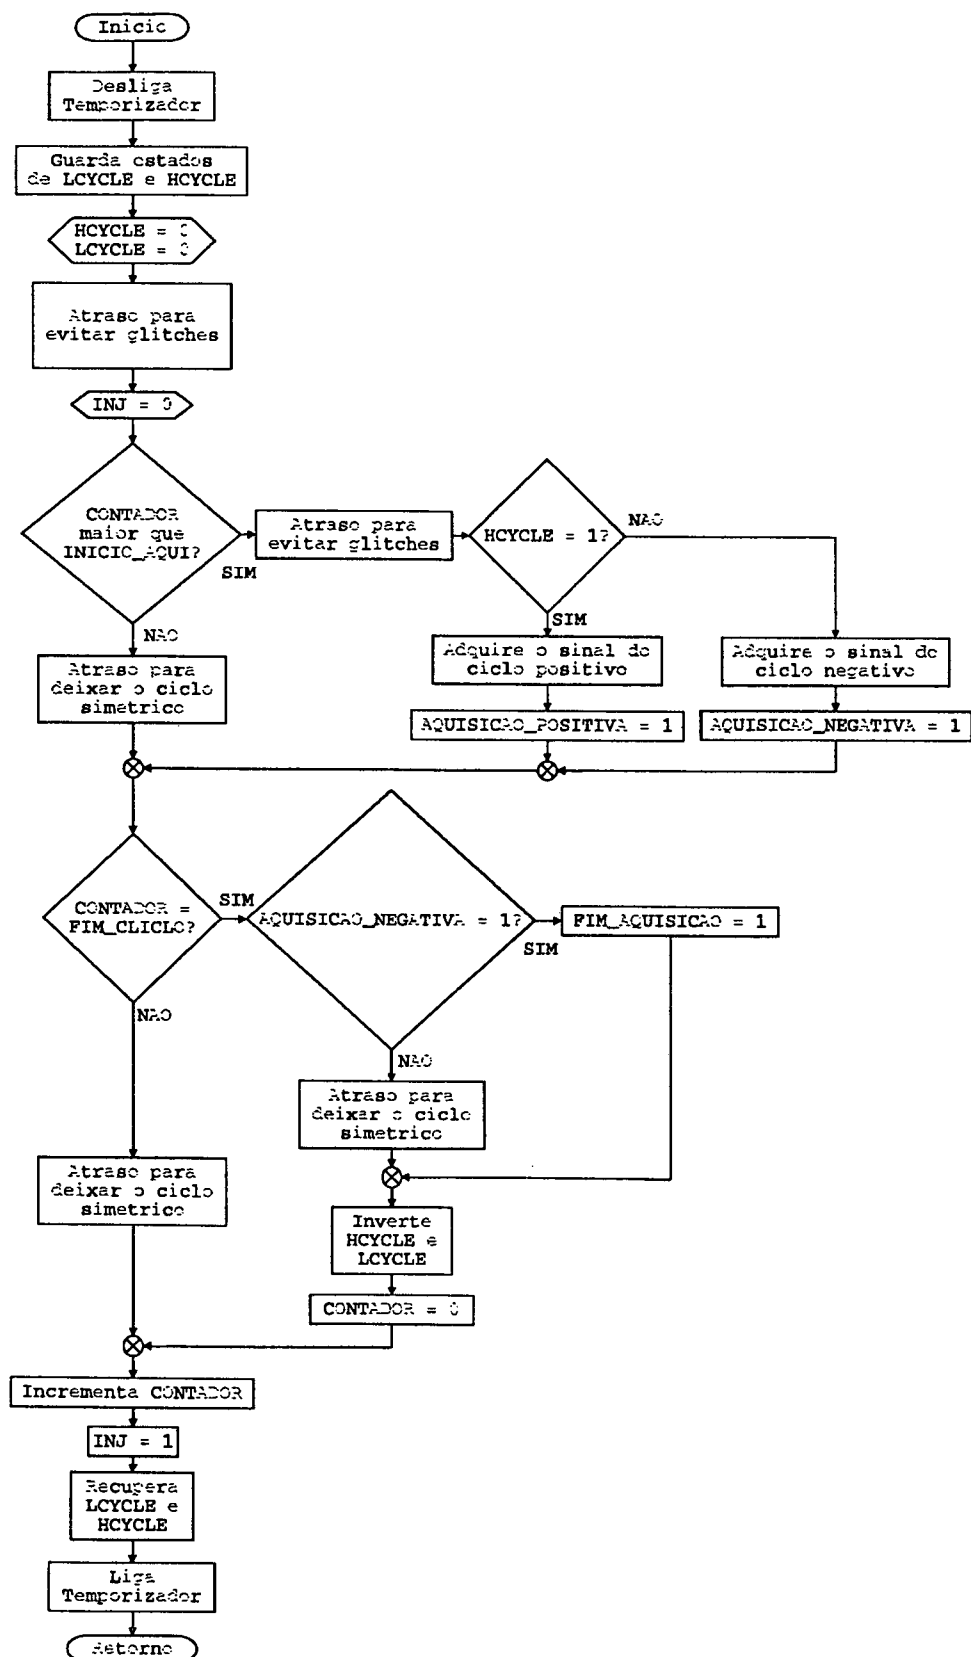 Inicio
Desliga
Temporizador
Guarda estados
de LCYCLE e HCYCLE
HCYCLE = 0
LCYCLE = 0
Atraso para
evitar glitches
INJ = 0
CONTADOR
maior que
INICIO_AQUI?
SIM
NAO
Atraso para
evitar glitches
HCYCLE = 1?
NAO
SIM
Atraso para
deixar o ciclo
simetrico
Adquire o sinal do
ciclo positivo
Adquire o sinal do
ciclo negativo
AQUISICAO_POSITIVA = 1
AQUISICAO_NEGATIVA = 1
CONTADOR =
FIM_CLICLO?
SIM
NAO
AQUISICAO_NEGATIVA = 1?
SIM
NAO
FIM_AQUISICAO = 1
Atraso para
deixar o ciclo
simetrico
Atraso para
deixar o ciclo
simetrico
Inverte
HCYCLE e
LCYCLE
CONTADOR = 0
Incrementa CONTADOR
INJ = 1
Recupera
LCYCLE e
HCYCLE
Liga
Temporizador
Retorno